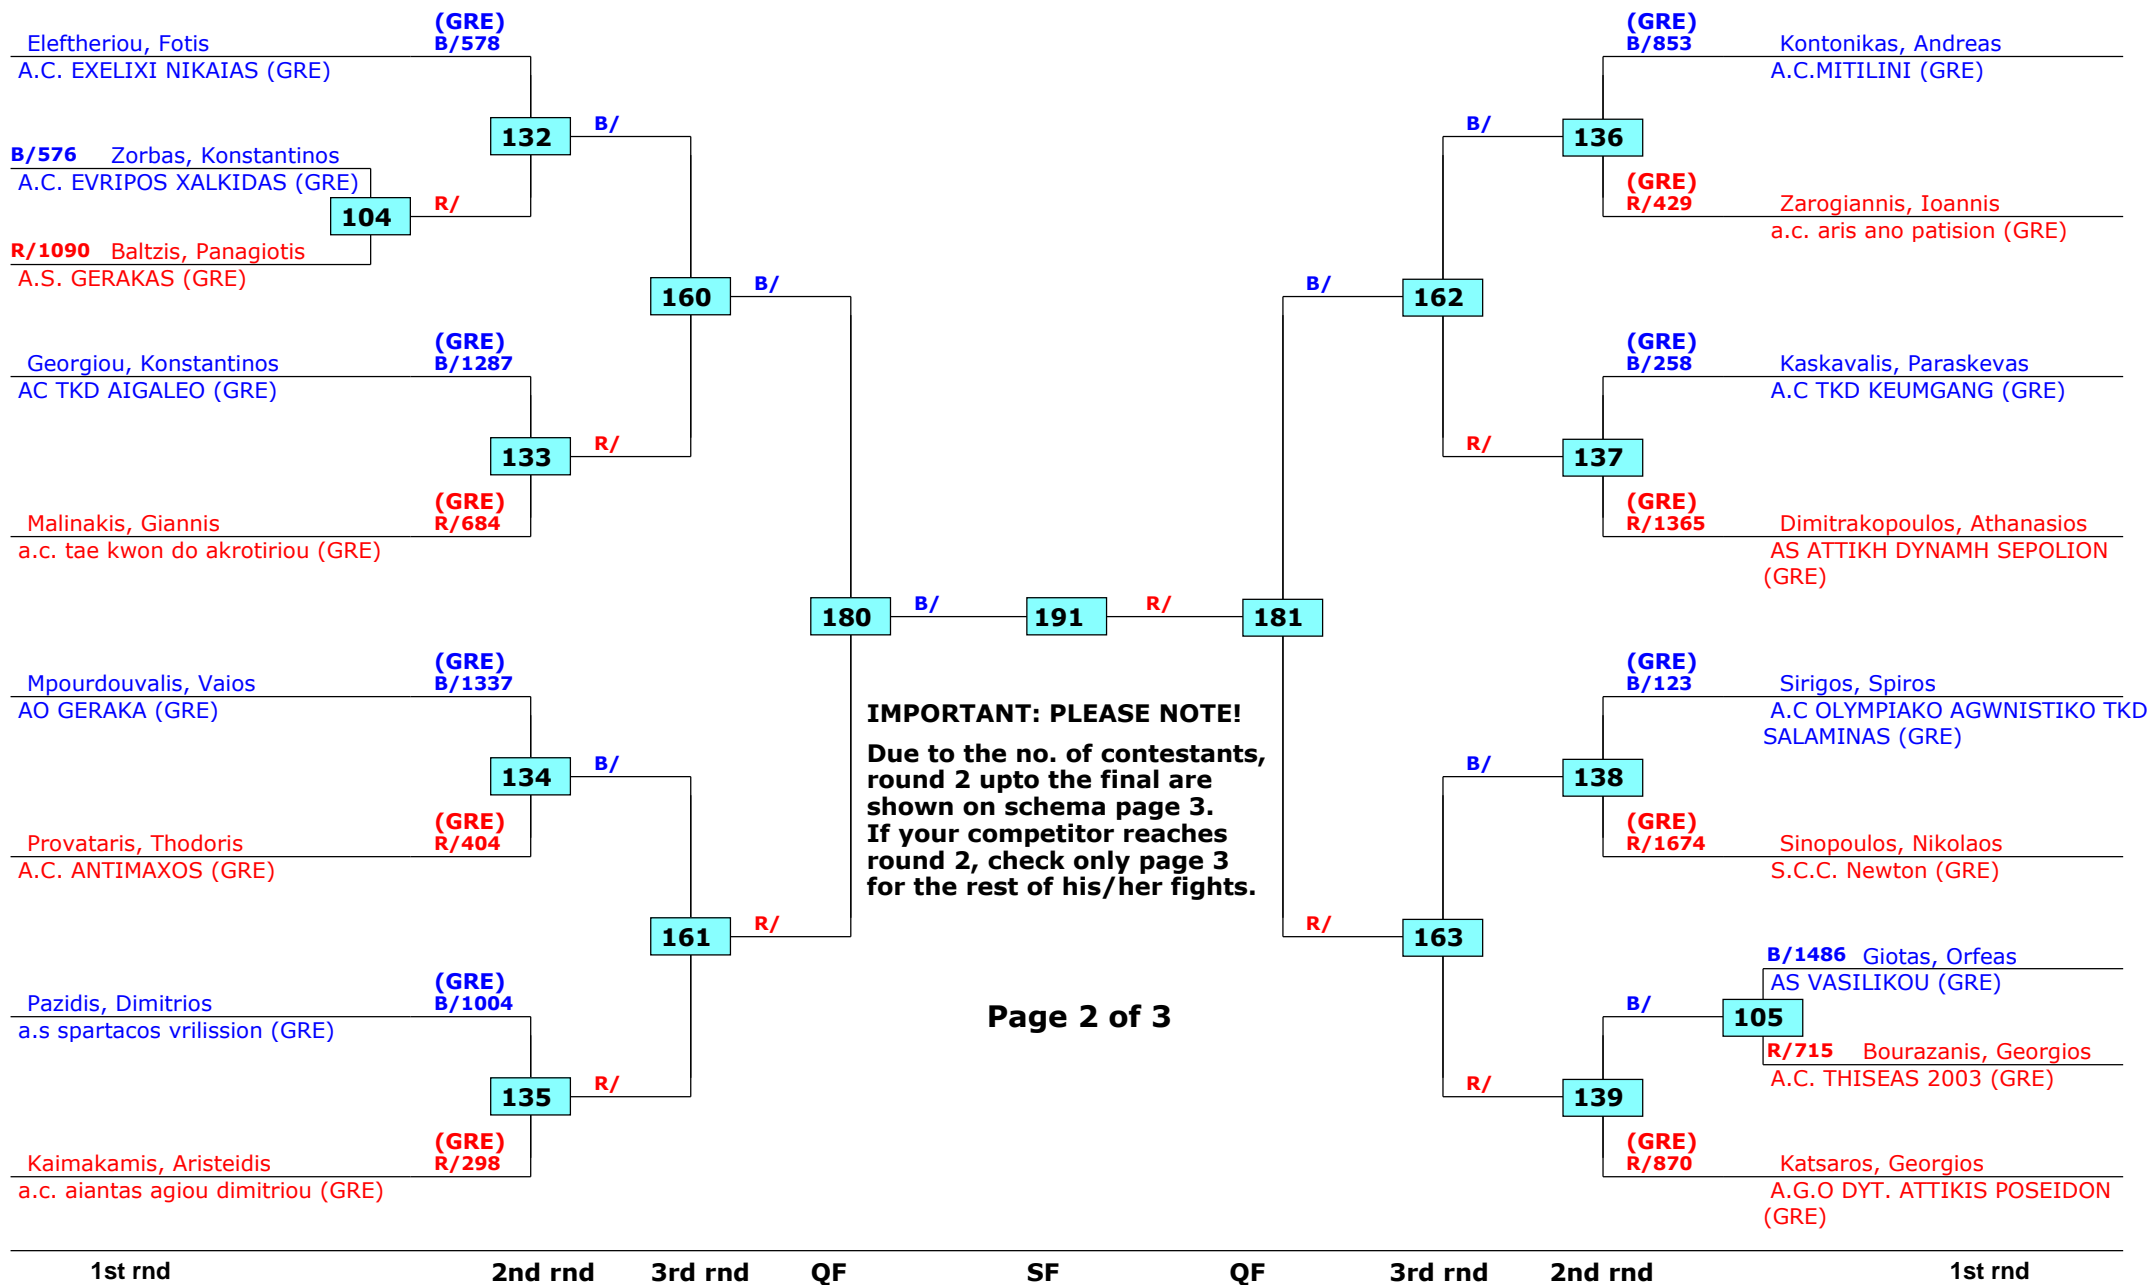 (GRE)
Eleftheriou, Fotis B/578
A.C. EXELIXI NIKAIAS (GRE)
132 B/
B/576 Zorbas, Konstantinos
A.C. EVRIPOS XALKIDAS (GRE)
104 R/
R/1090 Baltzis, Panagiotis
A.S. GERAKAS (GRE)
160 B/
(GRE)
Georgiou, Konstantinos B/1287
AC TKD AIGALEO (GRE)
133 R/
(GRE)
Malinakis, Giannis R/684
a.c. tae kwon do akrotiriou (GRE)
180 B/ 191 R/ 181
(GRE)
Mpourdouvalis, Vaios B/1337
AO GERAKA (GRE)
134 B/
(GRE)
Provataris, Thodoris R/404
A.C. ANTIMAXOS (GRE)
161 R/
(GRE)
Pazidis, Dimitrios B/1004
a.s spartacos vrilission (GRE)
135 R/
(GRE)
Kaimakamis, Aristeidis R/298
a.c. aiantas agiou dimitriou (GRE)
IMPORTANT: PLEASE NOTE!
Due to the no. of contestants,
round 2 upto the final are
shown on schema page 3.
If your competitor reaches
round 2, check only page 3
for the rest of his/her fights.
Page 2 of 3
(GRE)
B/853 Kontonikas, Andreas
A.C.MITILINI (GRE)
B/ 136
(GRE)
R/429 Zarogiannis, Ioannis
a.c. aris ano patision (GRE)
B/ 162
(GRE)
B/258 Kaskavalis, Paraskevas
A.C TKD KEUMGANG (GRE)
R/ 137
(GRE)
R/1365 Dimitrakopoulos, Athanasios
AS ATTIKH DYNAMH SEPOLION
(GRE)
(GRE)
B/123 Sirigos, Spiros
A.C OLYMPIAKO AGWNISTIKO TKD
SALAMINAS (GRE)
B/ 138
(GRE)
R/1674 Sinopoulos, Nikolaos
S.C.C. Newton (GRE)
R/ 163
B/1486 Giotas, Orfeas
AS VASILIKOU (GRE)
B/ 105
R/715 Bourazanis, Georgios
A.C. THISEAS 2003 (GRE)
R/ 139
(GRE)
R/870 Katsaros, Georgios
A.G.O DYT. ATTIKIS POSEIDON
(GRE)
1st rnd 2nd rnd 3rd rnd QF SF QF 3rd rnd 2nd rnd 1st rnd